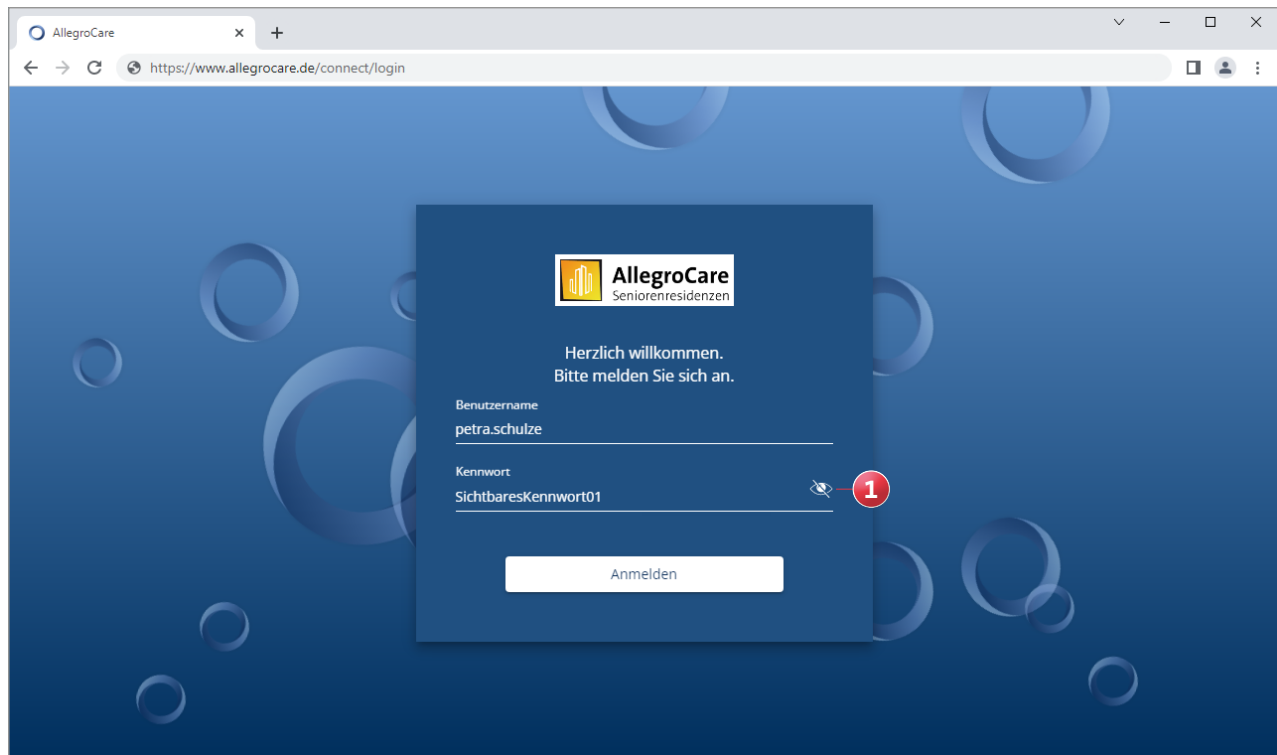 AllegroCare
https://www.allegrocare.de/connect/login
AllegroCare
Seniorenresidenzen
Herzlich willkommen.
Bitte melden Sie sich an.
Benutzername
petra.schulze
Kennwort
SichtbaresKennwort01
1
Anmelden